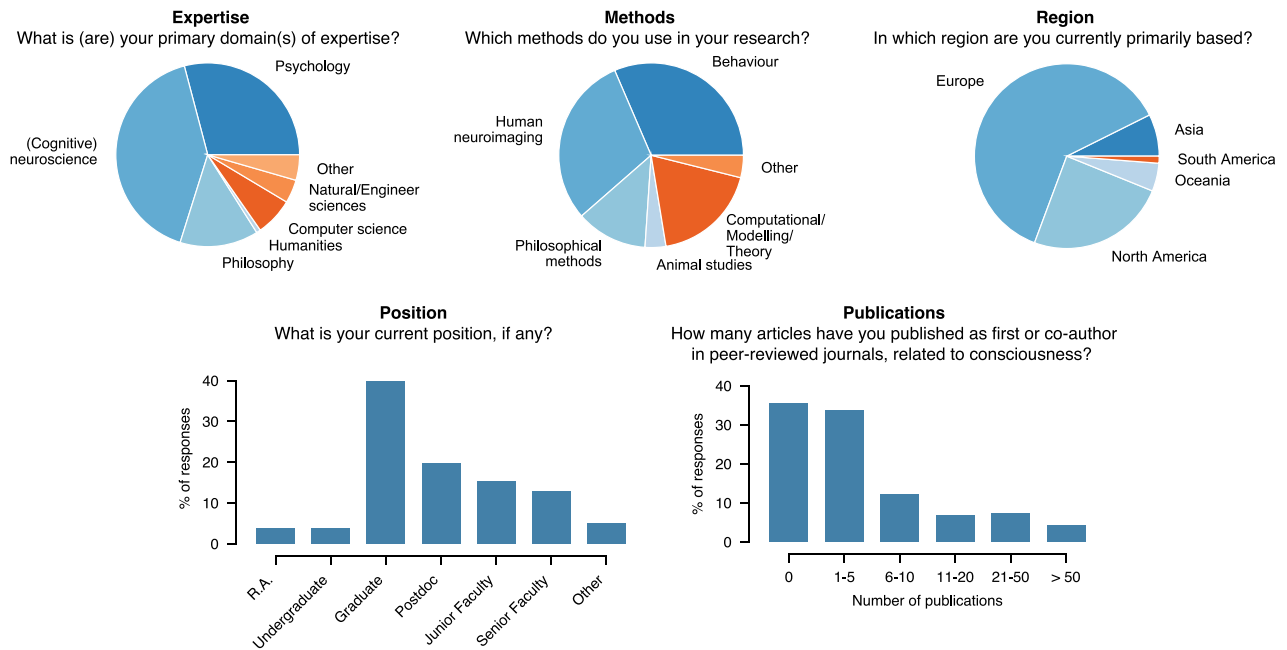 Expertise
What is (are) your primary domain(s) of expertise?
Psychology
(Cognitive)
neuroscience
Other
Natural/Engineer
sciences
Computer science
Humanities
Philosophy
Methods
Which methods do you use in your research?
Behaviour
Human
neuroimaging
Other
Computational/
Modelling/
Theory
Philosophical
methods
Animal studies
Region
In which region are you currently primarily based?
Europe
Asia
South America
Oceania
North America
Position
What is your current position, if any?
% of responses
40
30
20
10
0
R.A.
Undergraduate
Graduate
Postdoc
Junior Faculty
Senior Faculty
Other
Publications
How many articles have you published as first or co-author
in peer-reviewed journals, related to consciousness?
% of responses
40
30
20
10
0
0
1-5
6-10
11-20
21-50
> 50
Number of publications